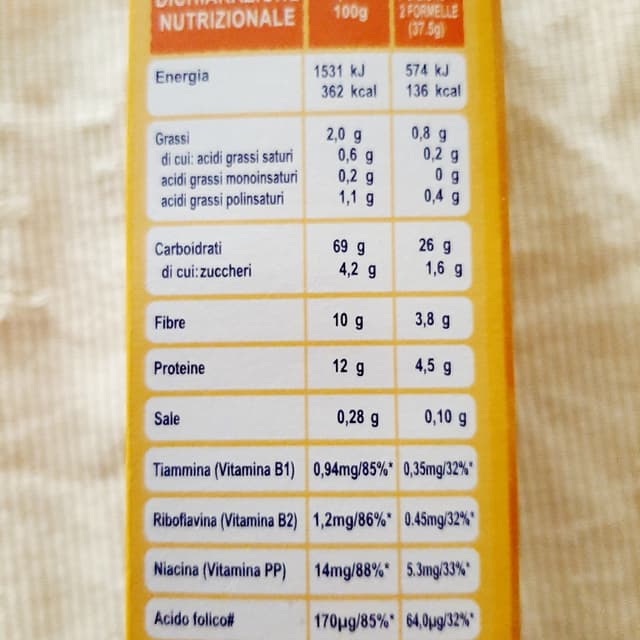 NUTRIZIONALE 100g 2 FORMELLE
(37.5g)
Energia 1531 kJ 574 kJ
362 kcal 136 kcal
Grassi 2,0 g 0,8 g
di cui: acidi grassi saturi 0,6 g 0,2 g
acidi grassi monoinsaturi 0,2 g 0 g
acidi grassi polinsaturi 1,1 g 0,4 g
Carboidrati 69 g 26 g
di cui:zuccheri 4,2 g 1,6 g
Fibre 10 g 3,8 g
Proteine 12 g 4,5 g
Sale 0,28 g 0,10 g
Tiammina (Vitamina B1) 0,94mg/85%* 0,35mg/32%*
Riboflavina (Vitamina B2) 1,2mg/86%* 0.45mg/32%*
Niacina (Vitamina PP) 14mg/88%* 5.3mg/33%*
Acido folico# 170µg/85%* 64,0µg/32%*